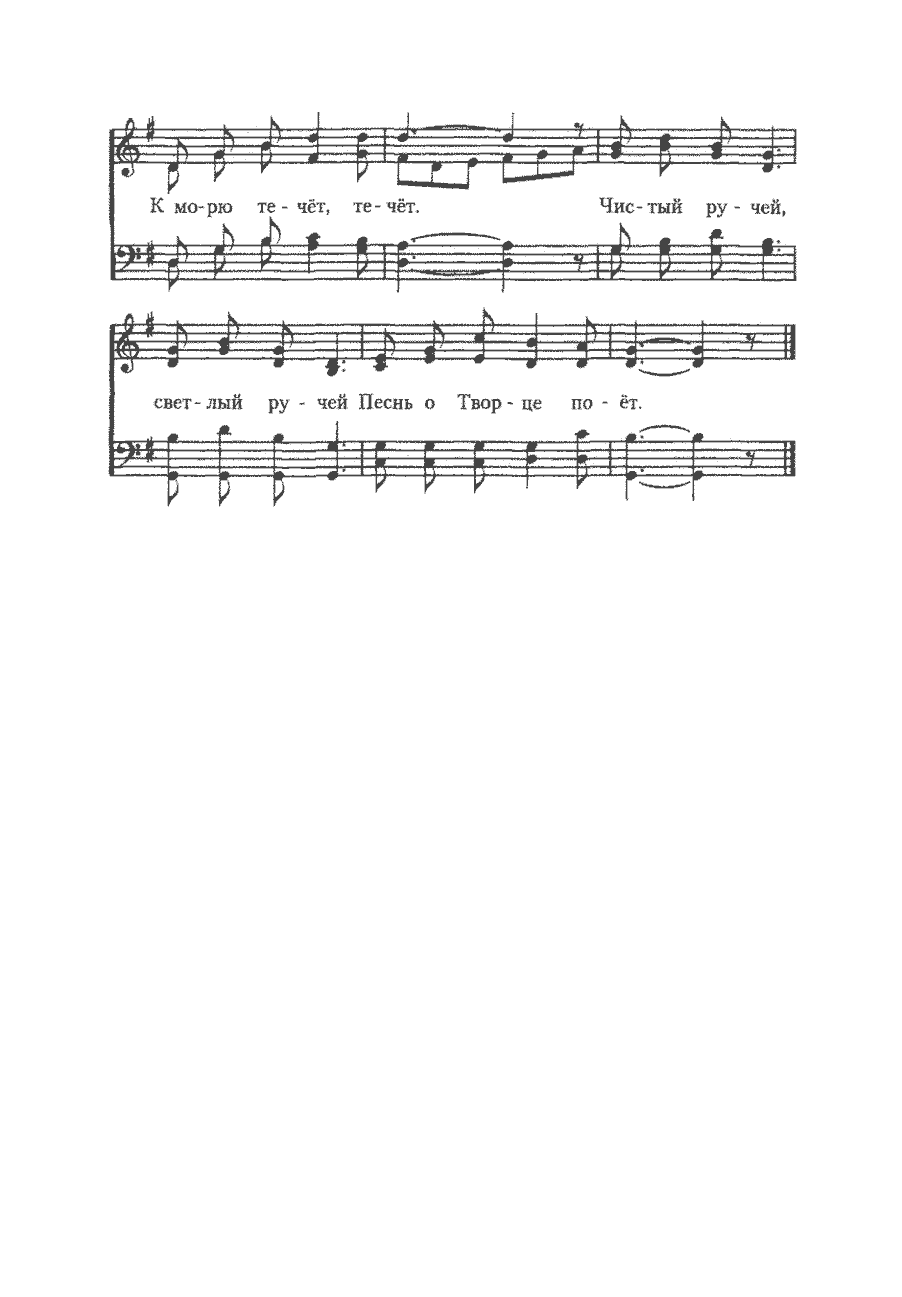 К мо-рю те - чёт, те-чёт. Чис-тый ру - чей,
свет-лый ру - чей Песнь о Твор-це по - ёт.